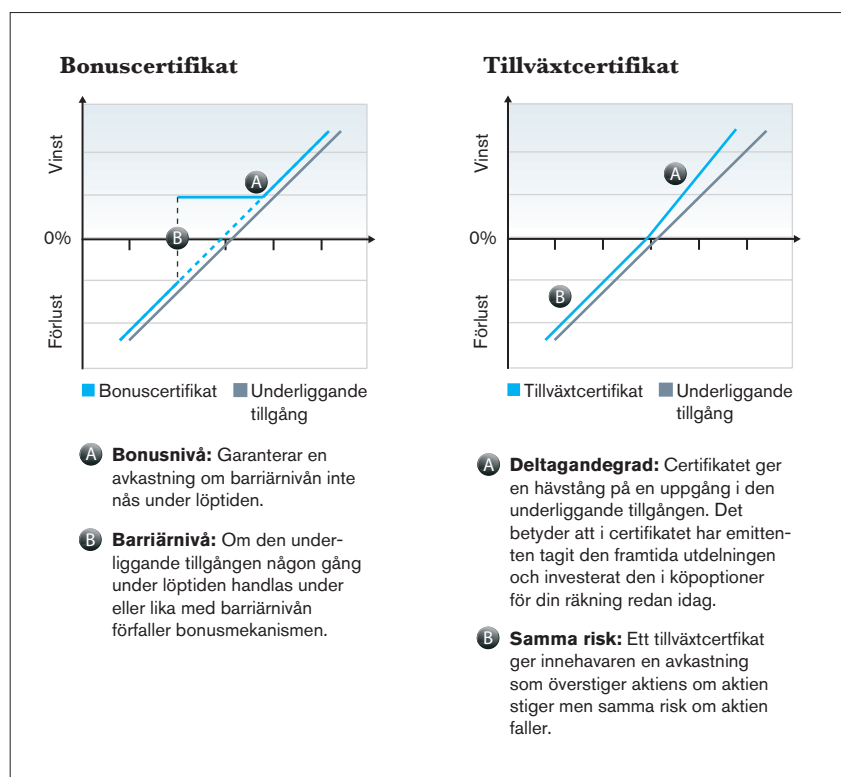 Bonuscertifikat
Vinst
0%
Förlust
A
B
Bonuscertifikat
Underliggande
tillgång
A Bonusnivå: Garanterar en
avkastning om barriärnivån inte
nås under löptiden.
B Barriärnivå: Om den under-
liggande tillgången någon gång
under löptiden handlas under
eller lika med barriärnivån
förfaller bonusmekanismen.
Tillväxtcertifikat
Vinst
0%
Förlust
A
B
Tillväxtcertifikat
Underliggande
tillgång
A Deltagandegrad: Certifikatet ger
en hävstång på en uppgång i den
underliggande tillgången. Det
betyder att i certifikatet har emitten-
ten tagit den framtida utdelningen
och investerat den i köpoptioner
för din räkning redan idag.
B Samma risk: Ett tillväxtcertfikat
ger innehavaren en avkastning
som överstiger aktiens om aktien
stiger men samma risk om aktien
faller.